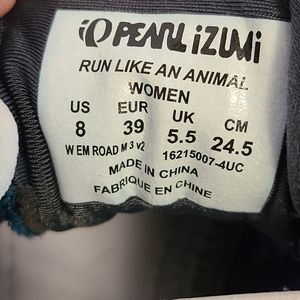 PEARL iZUMi
RUN LIKE AN ANIMAL
WOMEN
US EUR UK CM
8 39 5.5 24.5
W EM ROAD M 3 v2 16215007-4UC
MADE IN CHINA
FABRIQUE EN CHINE